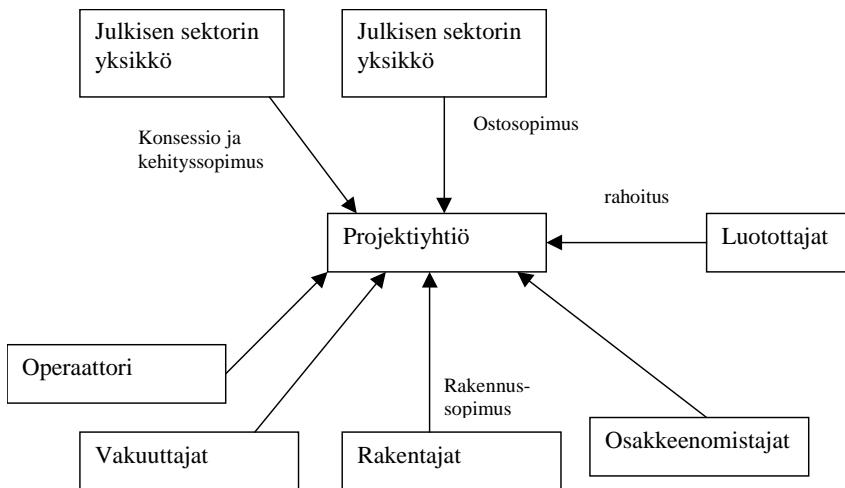 Julkisen sektorin
yksikkö
Julkisen sektorin
yksikkö
Konsessio ja
kehityssopimus
Ostosopimus
rahoitus
Projektiyhtiö
Luotottajat
Operaattori
Rakennus-
sopimus
Vakuuttajat
Rakentajat
Osakkeenomistajat